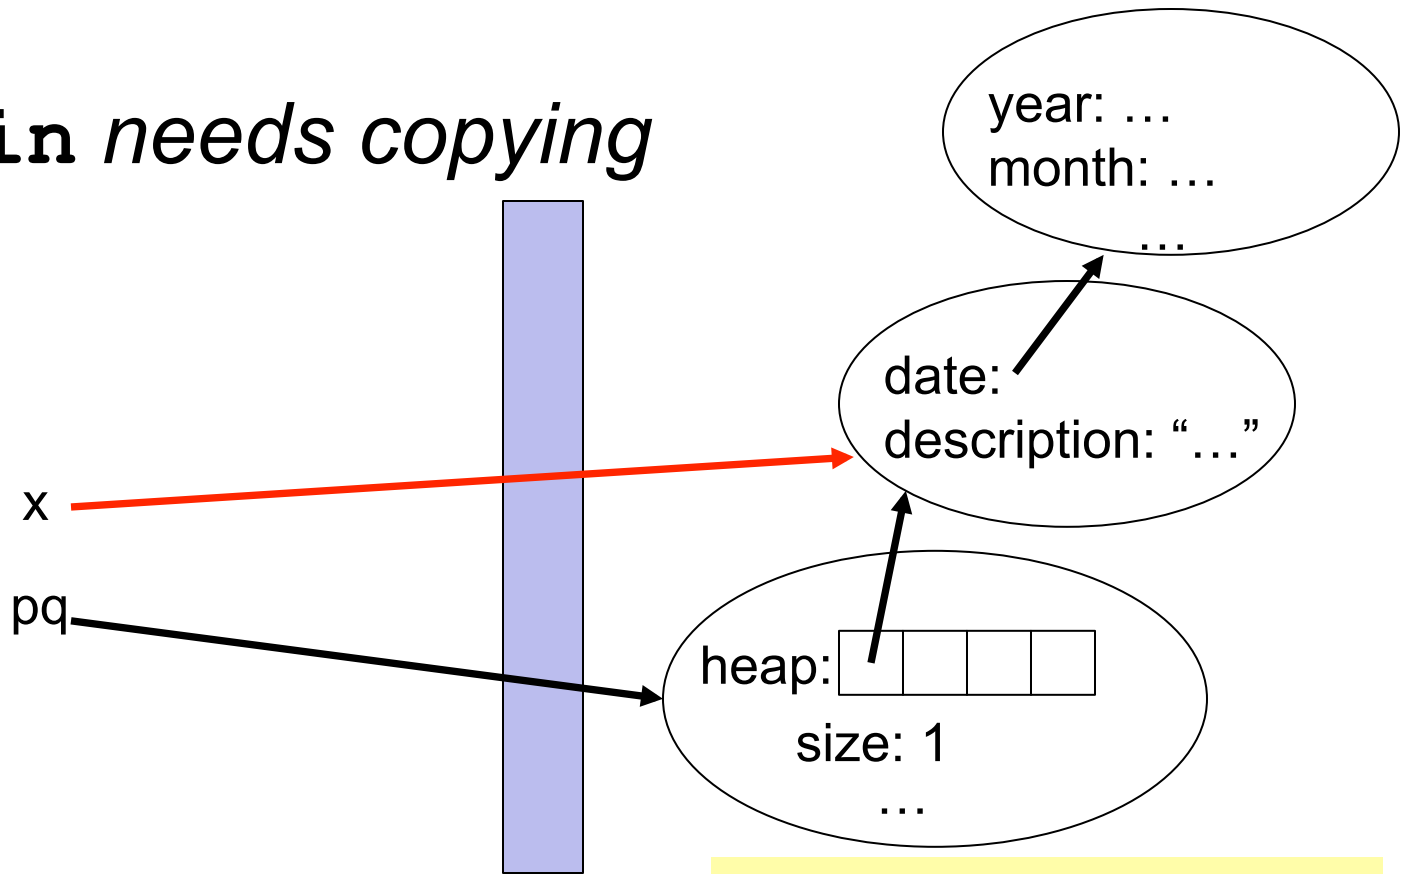 in needs copying
year: …
month: …
…
date:
description: “…”
x
pq
heap:
size: 1
…